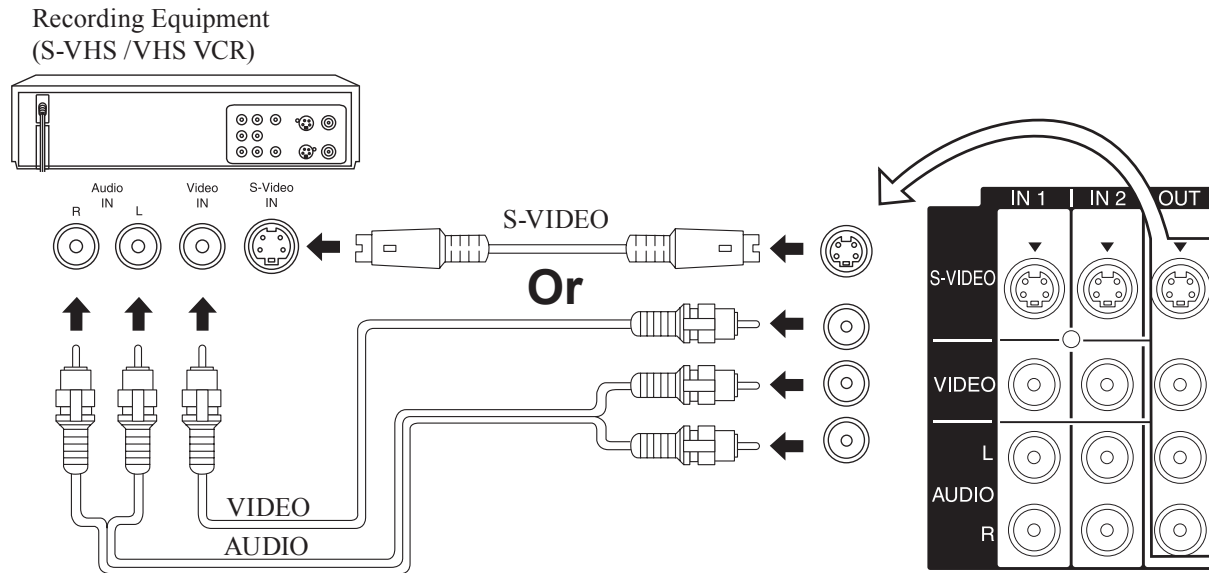 Recording Equipment
(S-VHS /VHS VCR)
Audio
IN
R
L
Video
IN
S-Video
IN
S-VIDEO
Or
VIDEO
AUDIO
IN 1
IN 2
OUT
S-VIDEO
VIDEO
L
AUDIO
R